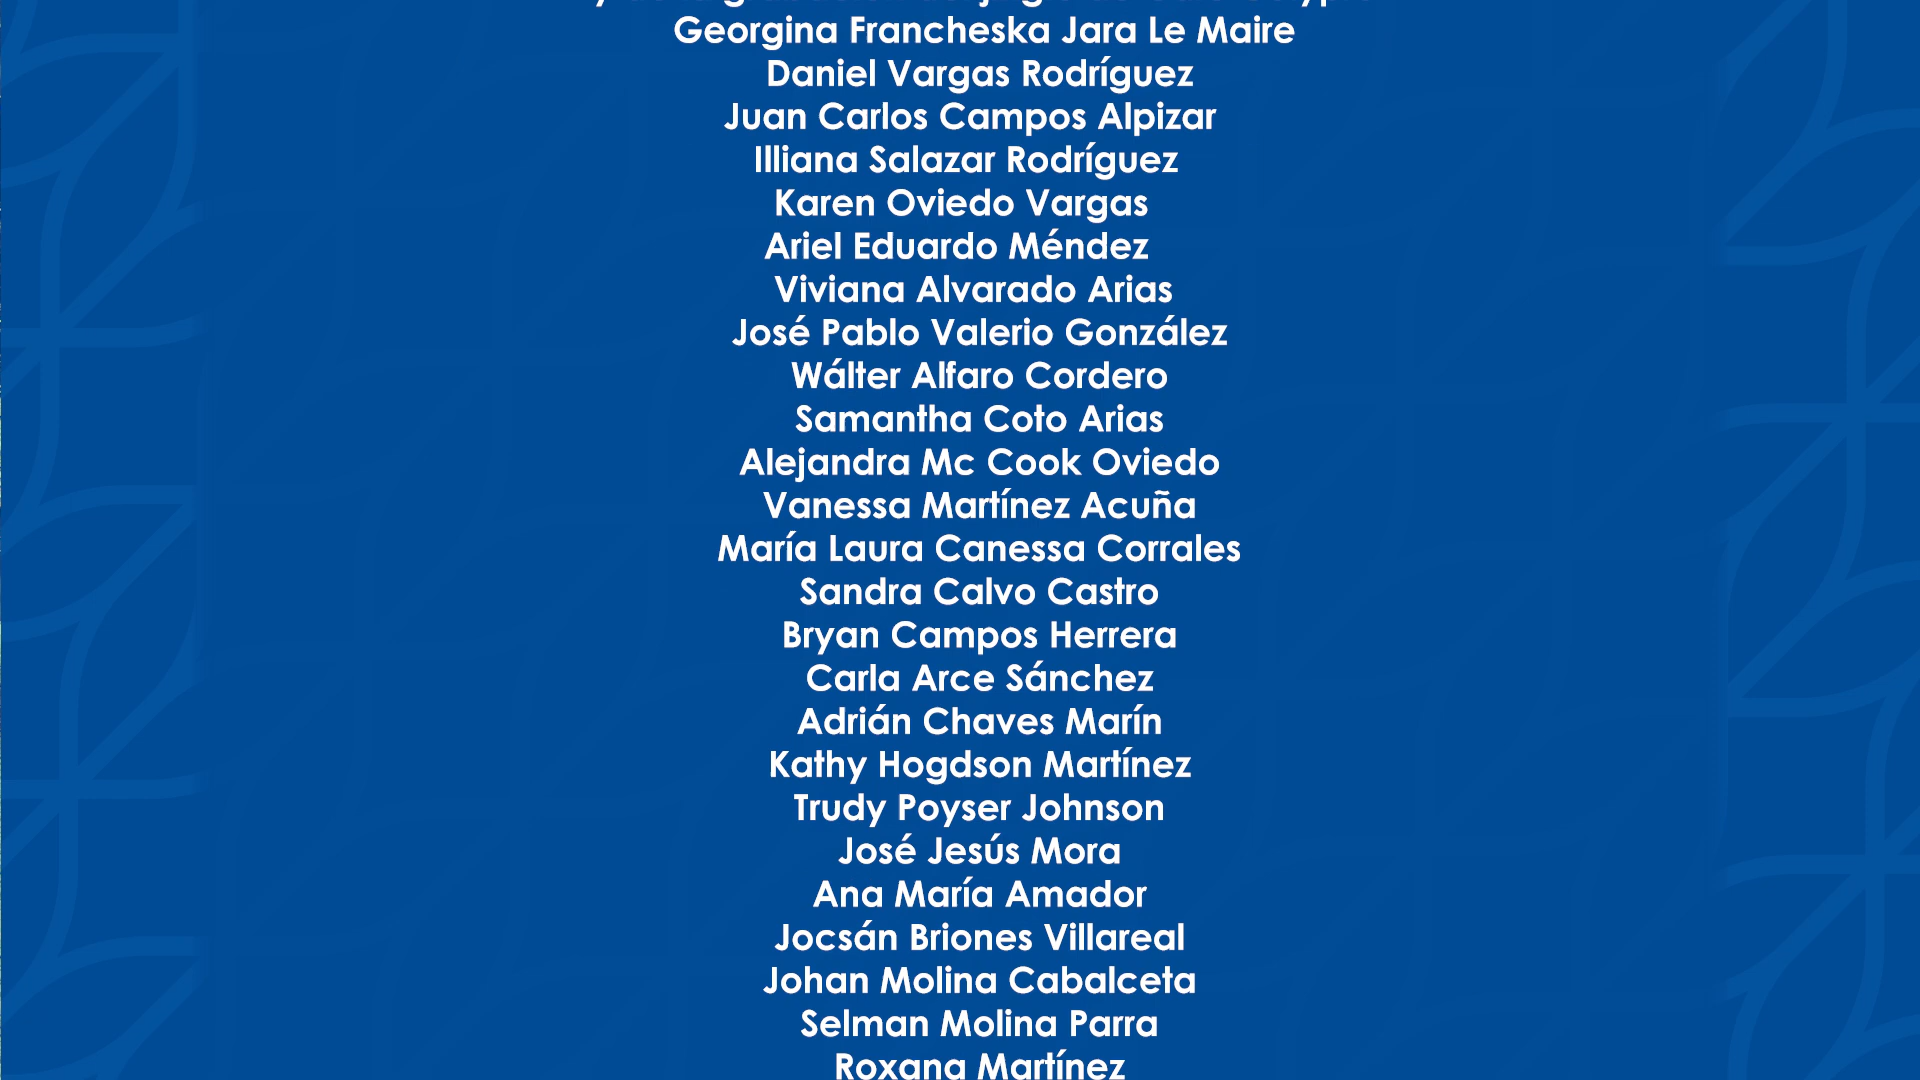 Georgina Francheska Jara Le Maire
Daniel Vargas Rodríguez
Juan Carlos Campos Alpizar
Illiana Salazar Rodríguez
Karen Oviedo Vargas
Ariel Eduardo Méndez
Viviana Alvarado Arias
José Pablo Valerio González
Wálter Alfaro Cordero
Samantha Coto Arias
Alejandra Mc Cook Oviedo
Vanessa Martínez Acuña
María Laura Canessa Corrales
Sandra Calvo Castro
Bryan Campos Herrera
Carla Arce Sánchez
Adrián Chaves Marín
Kathy Hogdson Martínez
Trudy Poyser Johnson
José Jesús Mora
Ana María Amador
Jocsán Briones Villareal
Johan Molina Cabalceta
Selman Molina Parra
Roxana Martínez